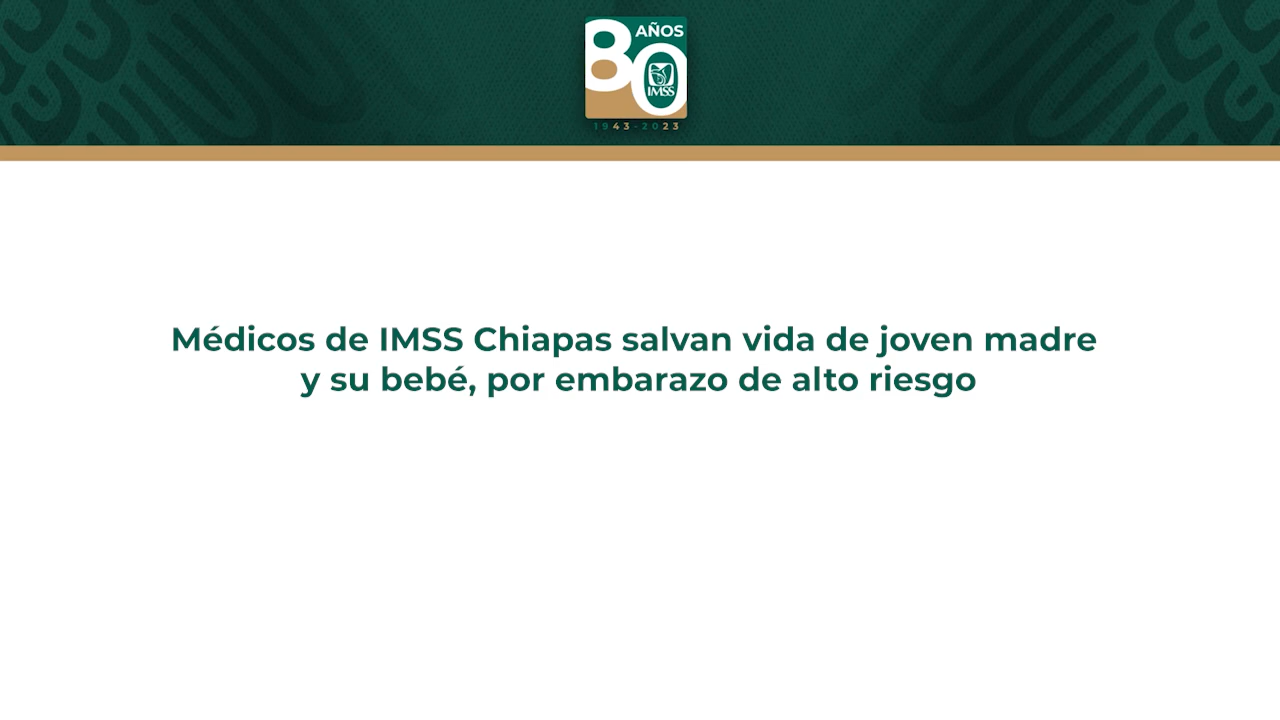 80 AÑOS
IMSS
1943-2023
Médicos de IMSS Chiapas salvan vida de joven madre
y su bebé, por embarazo de alto riesgo